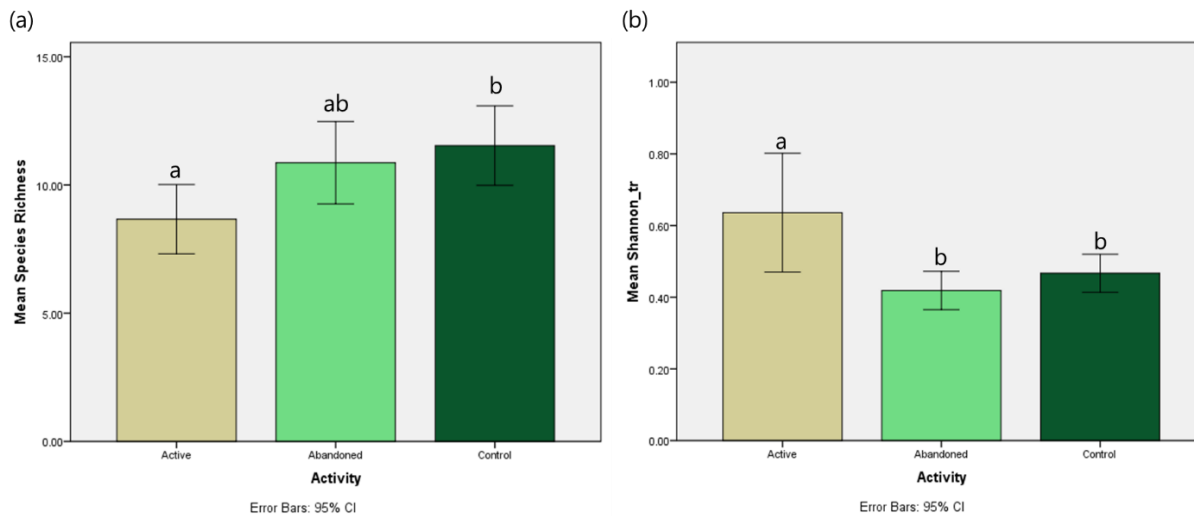 (a)
15.00
10.00
5.00
0.00
Mean Species Richness
a
ab
b
Active
Abandoned
Control
Activity
Error Bars: 95% CI
(b)
1.00
0.80
0.60
0.40
0.20
0.00
Mean Shannon_tr
a
b
b
Active
Abandoned
Control
Activity
Error Bars: 95% CI